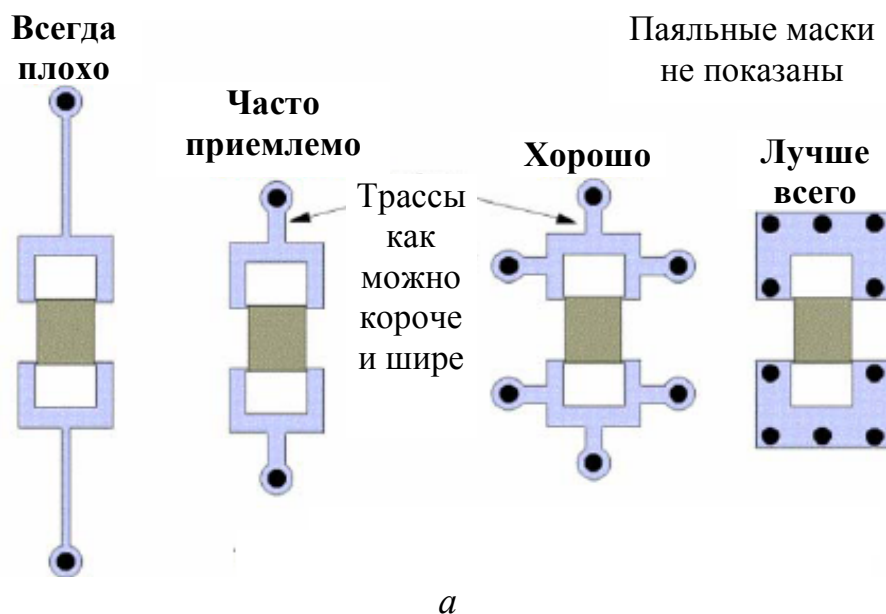 Всегда
плохо
Часто
приемлемо
Паяльные маски
не показаны
Хорошо
Лучше
всего
Трассы
как
можно
короче
и шире
а